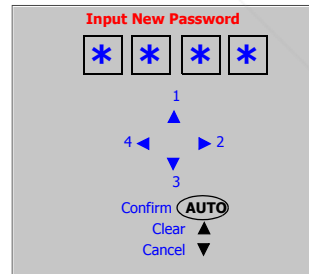 Input New Password
* * * *
1
4 ◄ ► 2
3
Confirm AUTO
Clear ▲
Cancel ▼